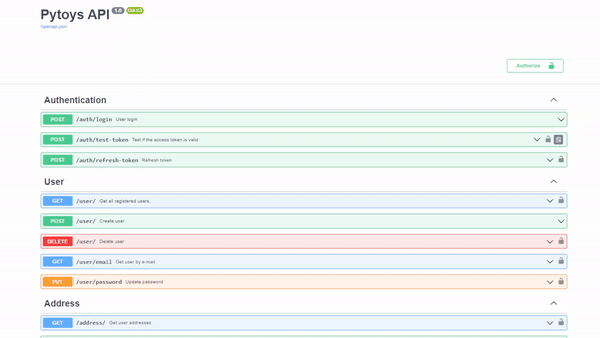 Pytoys API 1.0 OAS 3.1
/openapi.json
Authorize
Authentication
POST /auth/login User login
POST /auth/test-token Test if the access token is valid
POST /auth/refresh-token Refresh token
User
GET /user/ Get all registered users.
POST /user/ Create user
DELETE /user/ Delete user
GET /user/email Get user by e-mail
PUT /user/password Update password
Address
GET /address/ Get user addresses